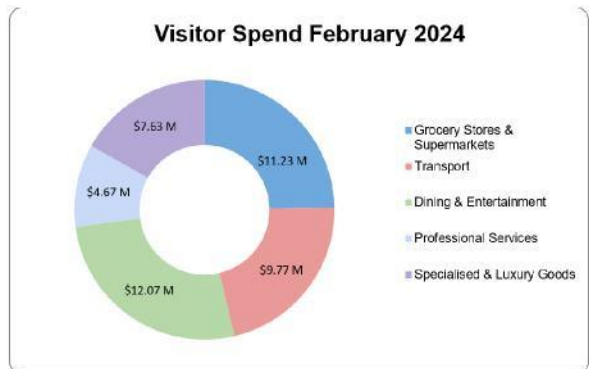 Visitor Spend February 2024
$7.63 M
$11.23 M
$4.67 M
$12.07 M
$9.77 M
Grocery Stores &
Supermarkets
Transport
Dining & Entertainment
Professional Services
Specialised & Luxury Goods